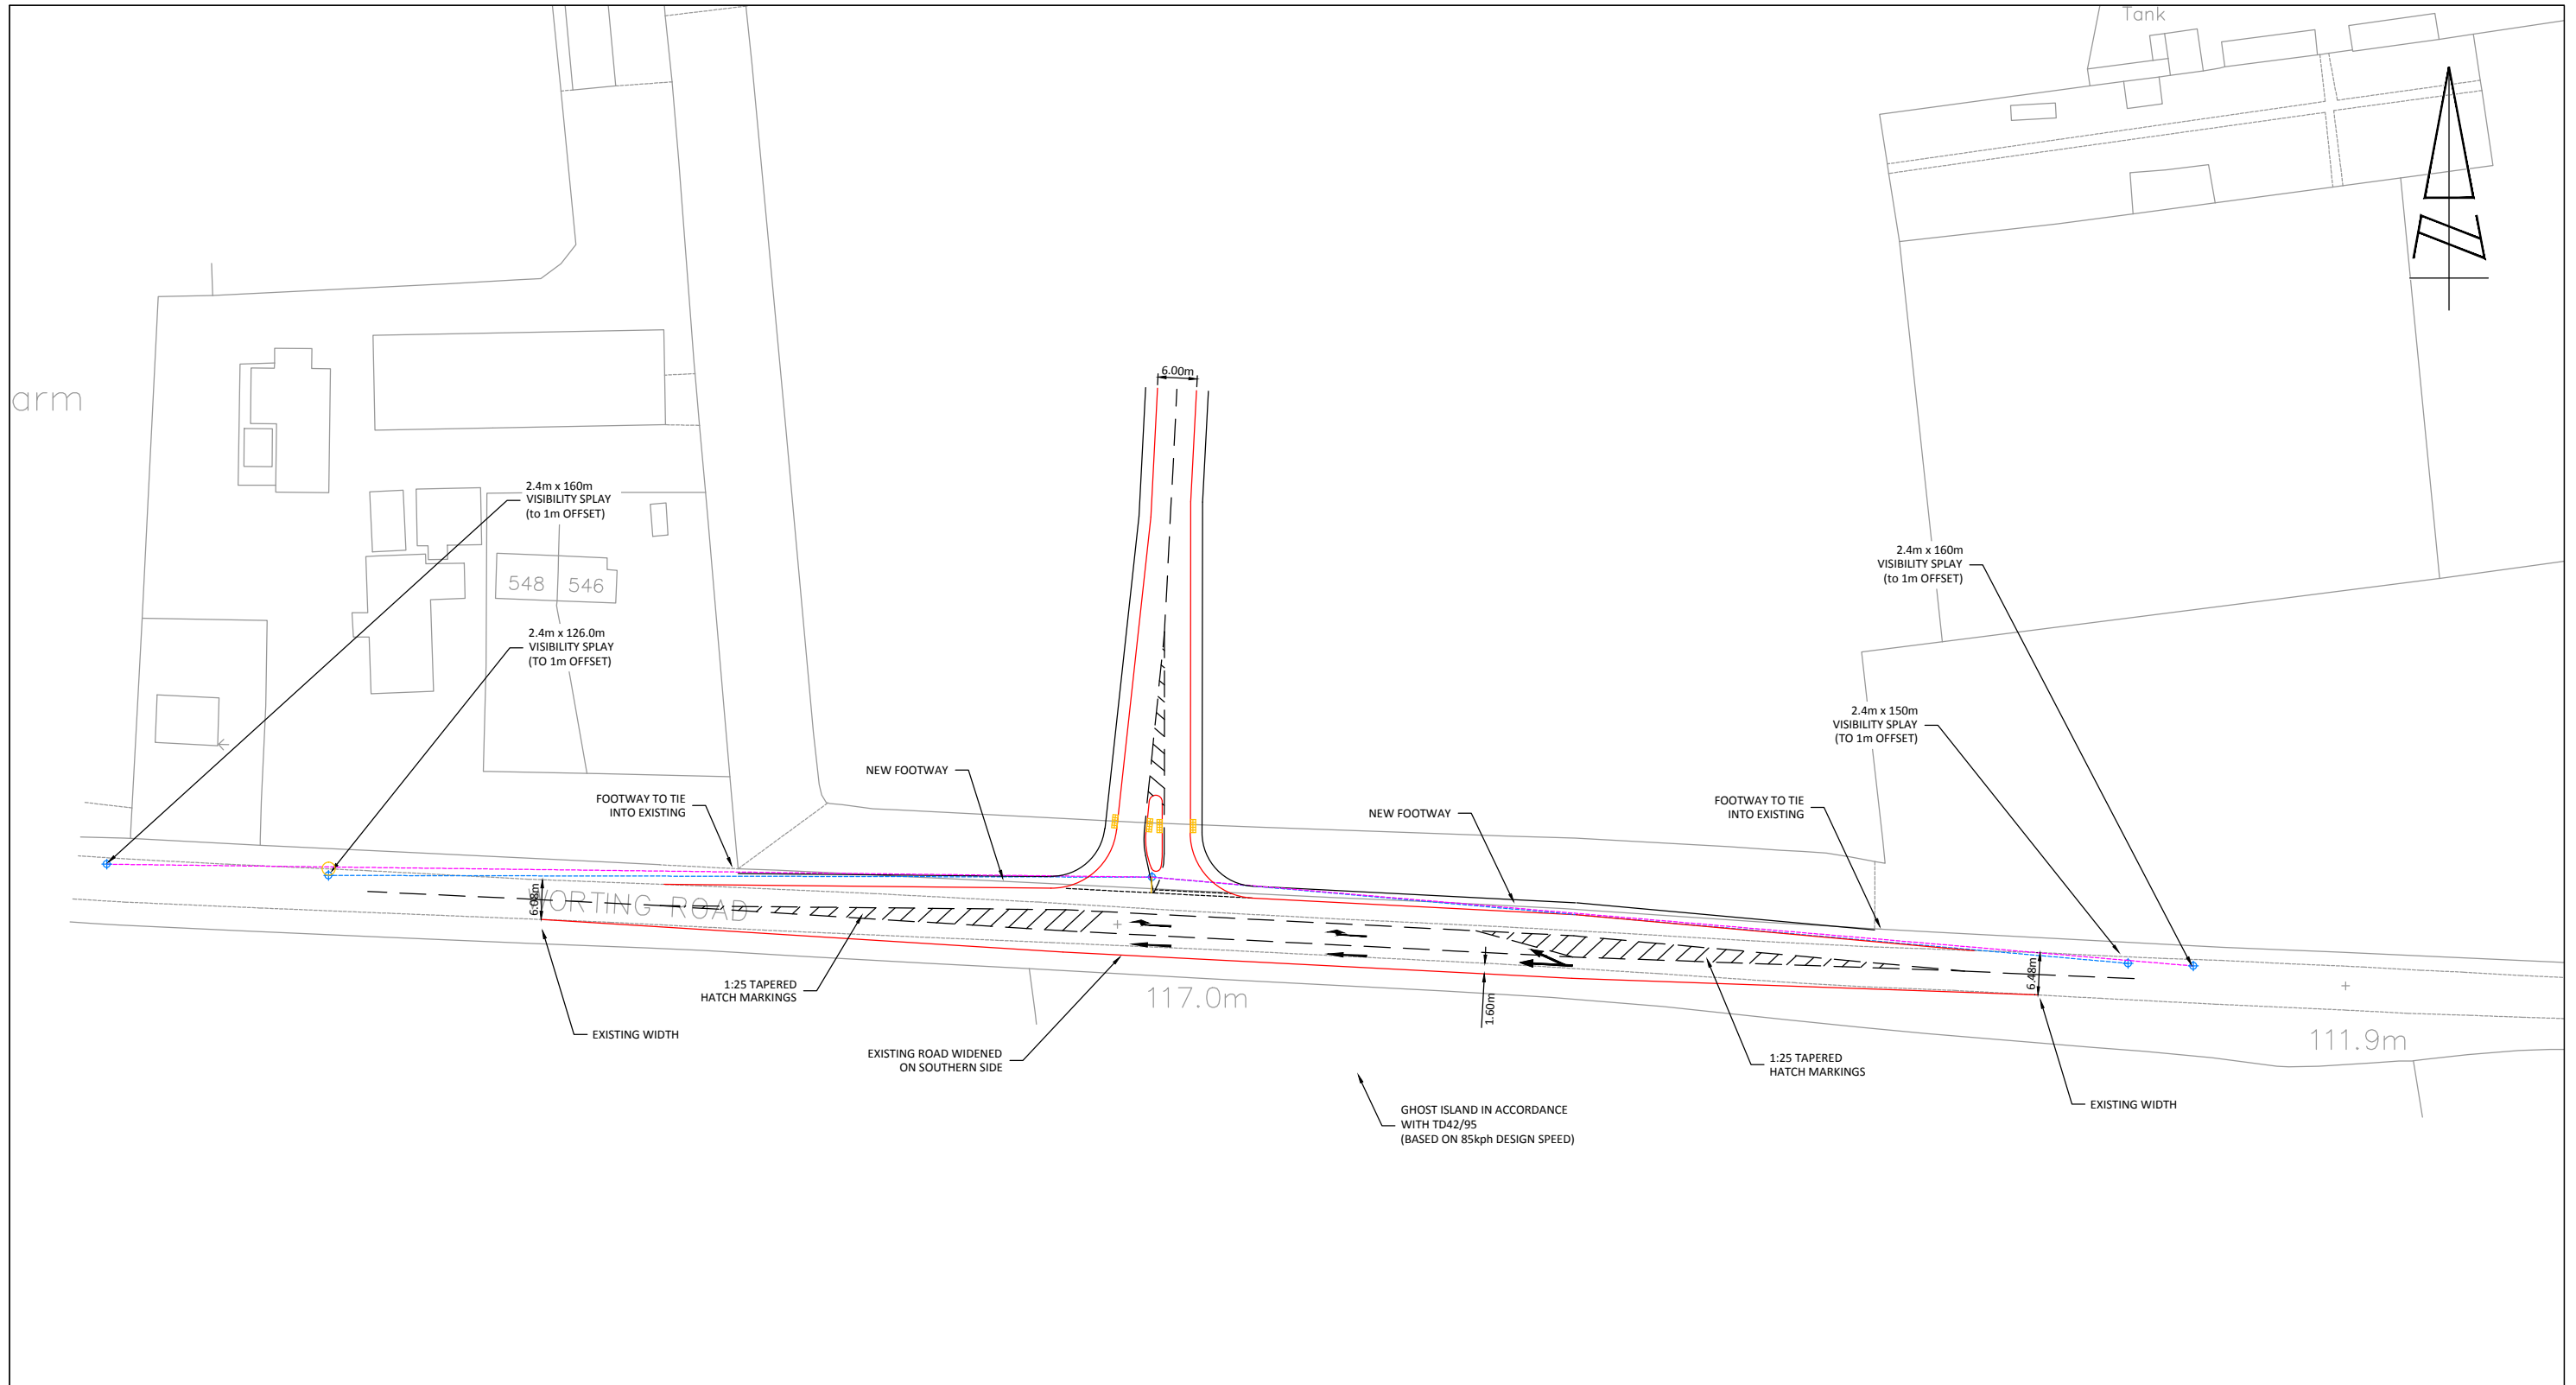 Tank
N
6.00m
arm
2.4m x 160m
VISIBILITY SPLAY
(to 1m OFFSET)
548 546
2.4m x 126.0m
VISIBILITY SPLAY
(TO 1m OFFSET)
2.4m x 160m
VISIBILITY SPLAY
(to 1m OFFSET)
2.4m x 150m
VISIBILITY SPLAY
(TO 1m OFFSET)
NEW FOOTWAY
FOOTWAY TO TIE
INTO EXISTING
NEW FOOTWAY
FOOTWAY TO TIE
INTO EXISTING
6.08m
WORTING ROAD
6.48m
1:25 TAPERED
HATCH MARKINGS
117.0m
1.60m
EXISTING WIDTH
111.9m
EXISTING ROAD WIDENED
ON SOUTHERN SIDE
1:25 TAPERED
HATCH MARKINGS
GHOST ISLAND IN ACCORDANCE
WITH TD42/95
(BASED ON 85kph DESIGN SPEED)
EXISTING WIDTH